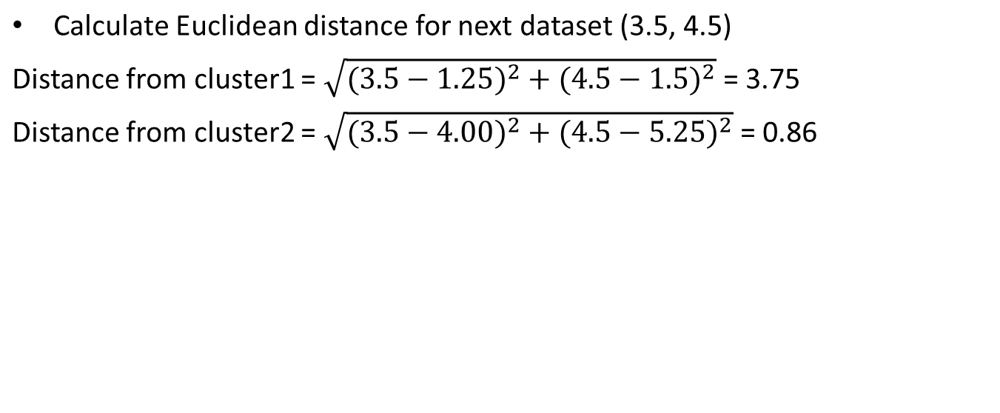 • Calculate Euclidean distance for next dataset (3.5, 4.5)
Distance from cluster1 = √(3.5 − 1.25)² + (4.5 − 1.5)² = 3.75
Distance from cluster2 = √(3.5 − 4.00)² + (4.5 − 5.25)² = 0.86